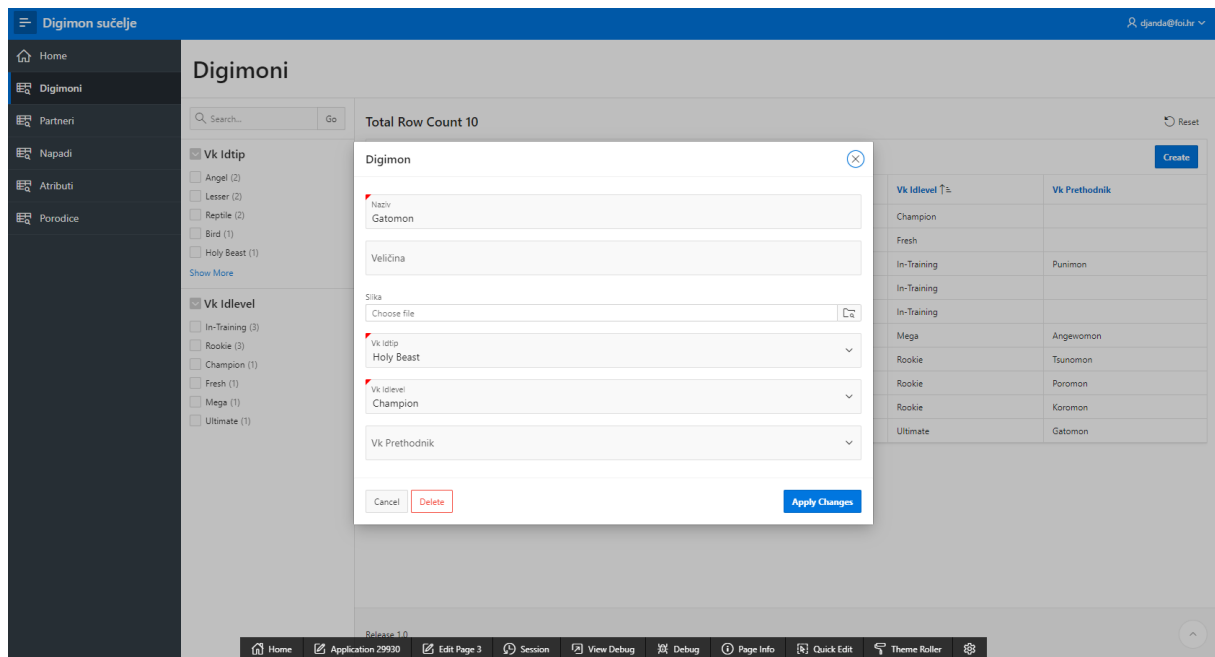 Digimon sučelje
djanda@foi.hr
Home
Digimoni
Partneri
Napadi
Atributi
Porodice
Digimoni
Search...
Go
Total Row Count 10
Reset
Vk Idtip
Angel (2)
Lesser (2)
Reptile (2)
Bird (1)
Holy Beast (1)
Show More
Vk Idlevel
In-Training (3)
Rookie (3)
Champion (1)
Fresh (1)
Mega (1)
Ultimate (1)
Digimon
Naziv
Gatomon
Veličina
Slika
Choose file
Vk Idtip
Holy Beast
Vk Idlevel
Champion
Vk Prethodnik
Cancel
Delete
Apply Changes
Create
Vk Idlevel Vk Prethodnik
Champion
Fresh
In-Training Punimon
In-Training
In-Training
Mega Angewomon
Rookie Tsunomon
Rookie Poromon
Rookie Koromon
Ultimate Gatomon
Release 1.0
Home Application 29930 Edit Page 3 Session View Debug Debug Page Info Quick Edit Theme Roller